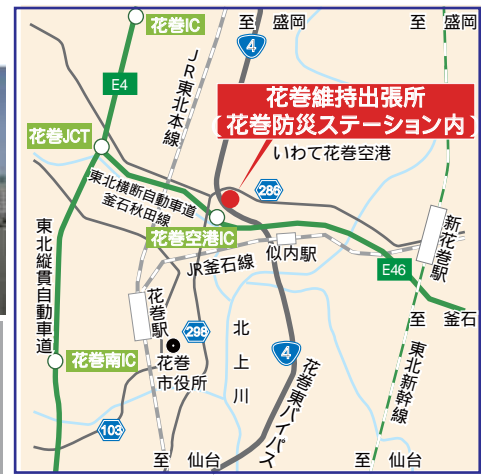 花巻IC
至 盛岡
至 盛岡
4
E4
JR東北本線
花巻維持出張所
（花巻防災ステーション内）
花巻JCT
いわて花巻空港
286
東北横断自動車道
釜石秋田線
花巻空港IC
新花巻駅
似内駅
JR釜石線
E46
東北縦貫自動車道
花巻駅
至 釜石
298
北上川
4
花巻東バイパス
東北新幹線
花巻南IC
花巻
市役所
103
至 仙台
至 仙台